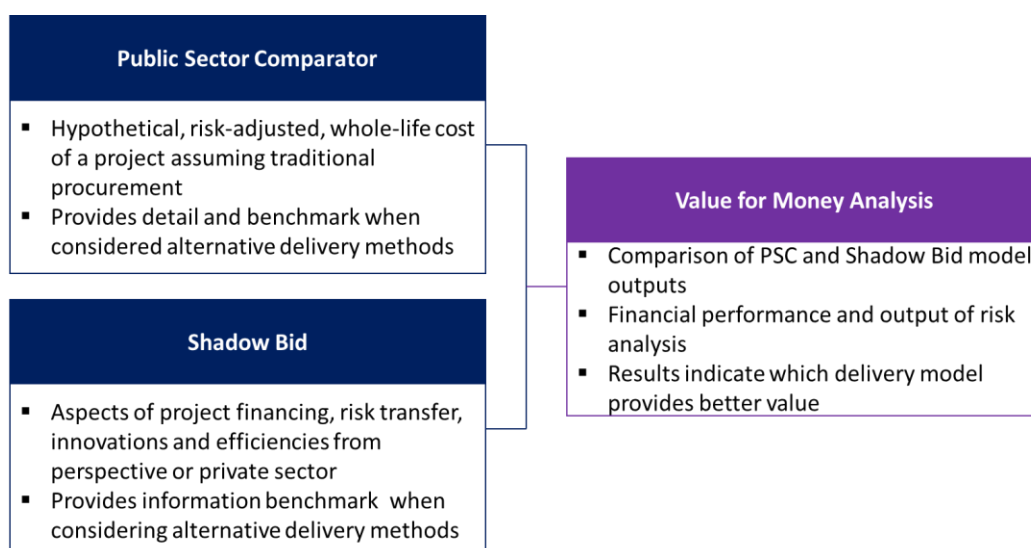 Public Sector Comparator
▪ Hypothetical, risk-adjusted, whole-life cost
of a project assuming traditional
procurement
▪ Provides detail and benchmark when
considered alternative delivery methods
Shadow Bid
▪ Aspects of project financing, risk transfer,
innovations and efficiencies from
perspective or private sector
▪ Provides information benchmark when
considering alternative delivery methods
Value for Money Analysis
▪ Comparison of PSC and Shadow Bid model
outputs
▪ Financial performance and output of risk
analysis
▪ Results indicate which delivery model
provides better value